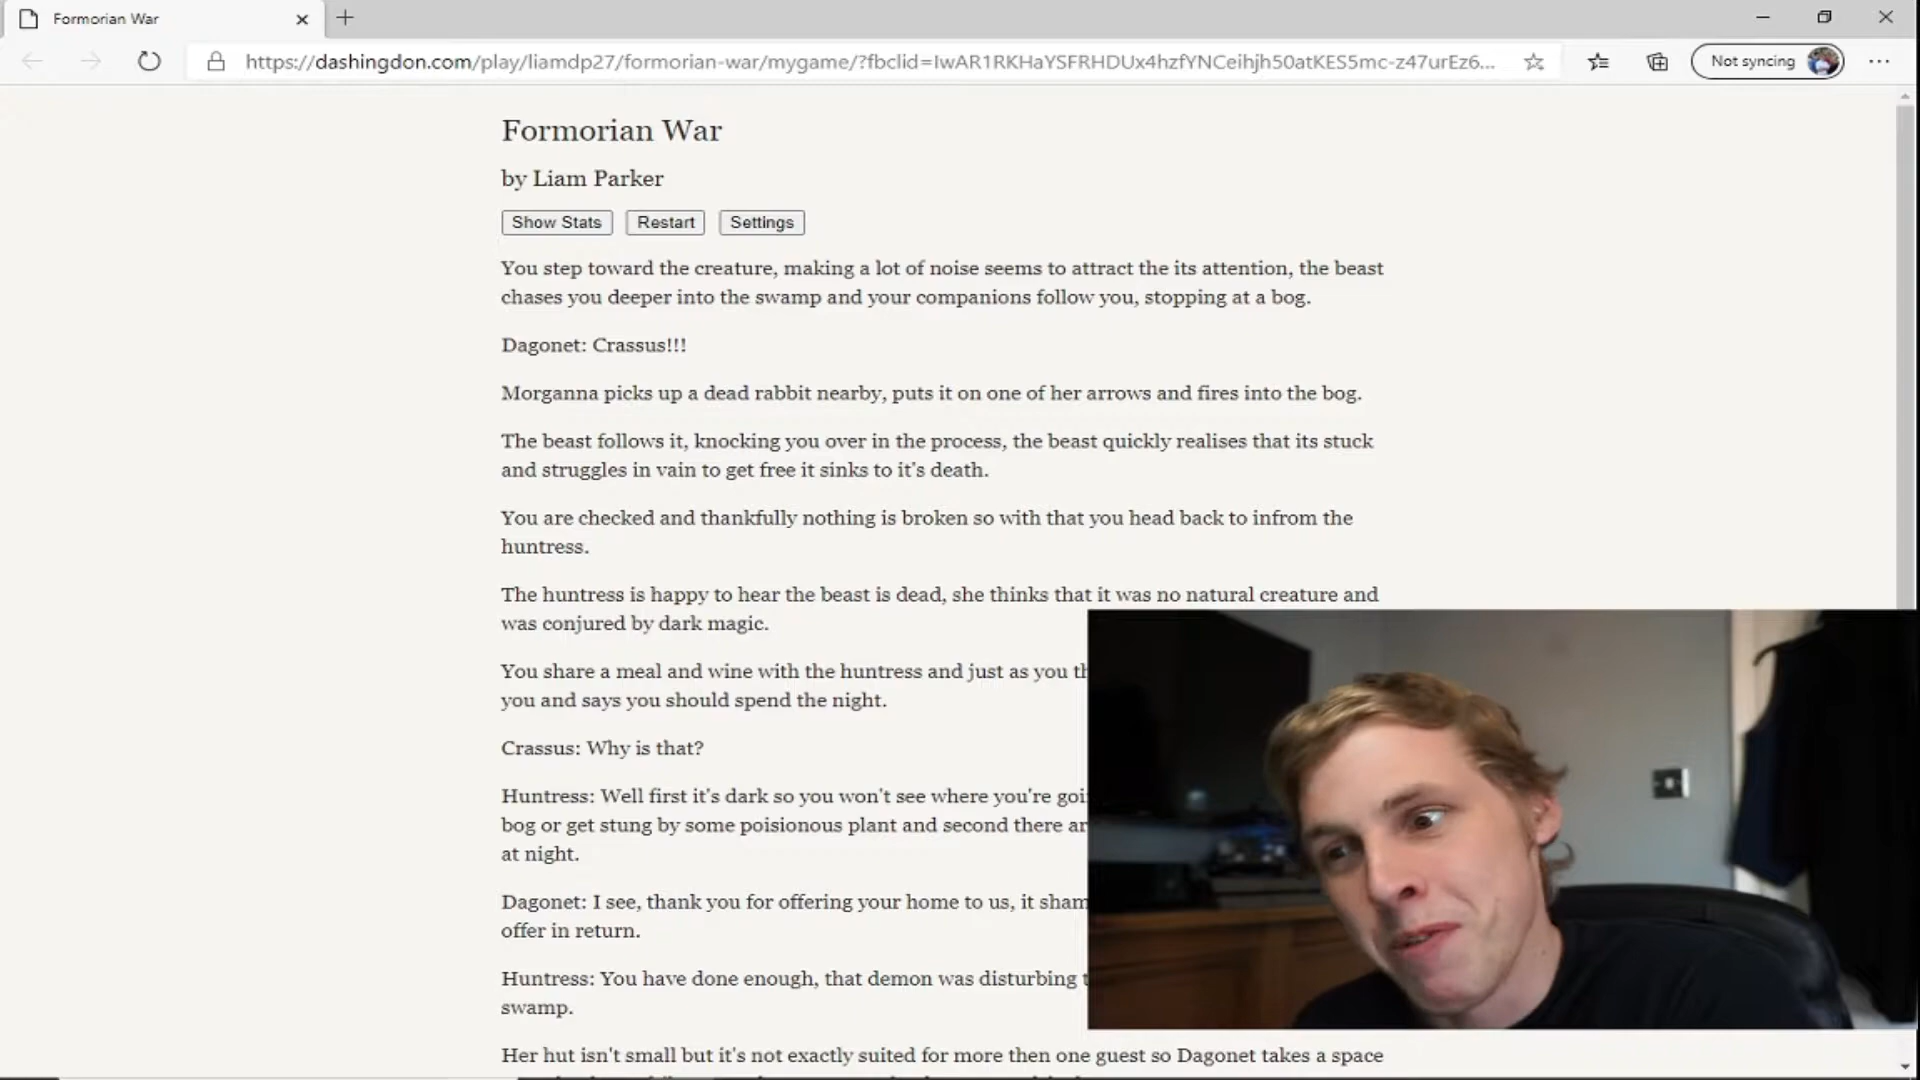 Formorian War
Not syncing
https://dashingdon.com/play/liamdp27/formorian-war/mygame/?fbclid=IwAR1RKHaYSFRHDUx4hzfYNCeihjh50atKES5mc-z47urEz6...
Formorian War
by Liam Parker
Show Stats Restart Settings
You step toward the creature, making a lot of noise seems to attract the its attention, the beast
chases you deeper into the swamp and your companions follow you, stopping at a bog.
Dagonet: Crassus!!!
Morganna picks up a dead rabbit nearby, puts it on one of her arrows and fires into the bog.
The beast follows it, knocking you over in the process, the beast quickly realises that its stuck
and struggles in vain to get free it sinks to it's death.
You are checked and thankfully nothing is broken so with that you head back to infrom the
huntress.
The huntress is happy to hear the beast is dead, she thinks that it was no natural creature and
was conjured by dark magic.
You share a meal and wine with the huntress and just as you
you and says you should spend the night.
Crassus: Why is that?
Huntress: Well first it's dark so you won't see where you're
bog or get stung by some poisionous plant and second there
at night.
Dagonet: I see, thank you for offering your home to us, it
offer in return.
Huntress: You have done enough, that demon was disturbing
swamp.
Her hut isn't small but it's not exactly suited for more then one guest so Dagonet takes a space